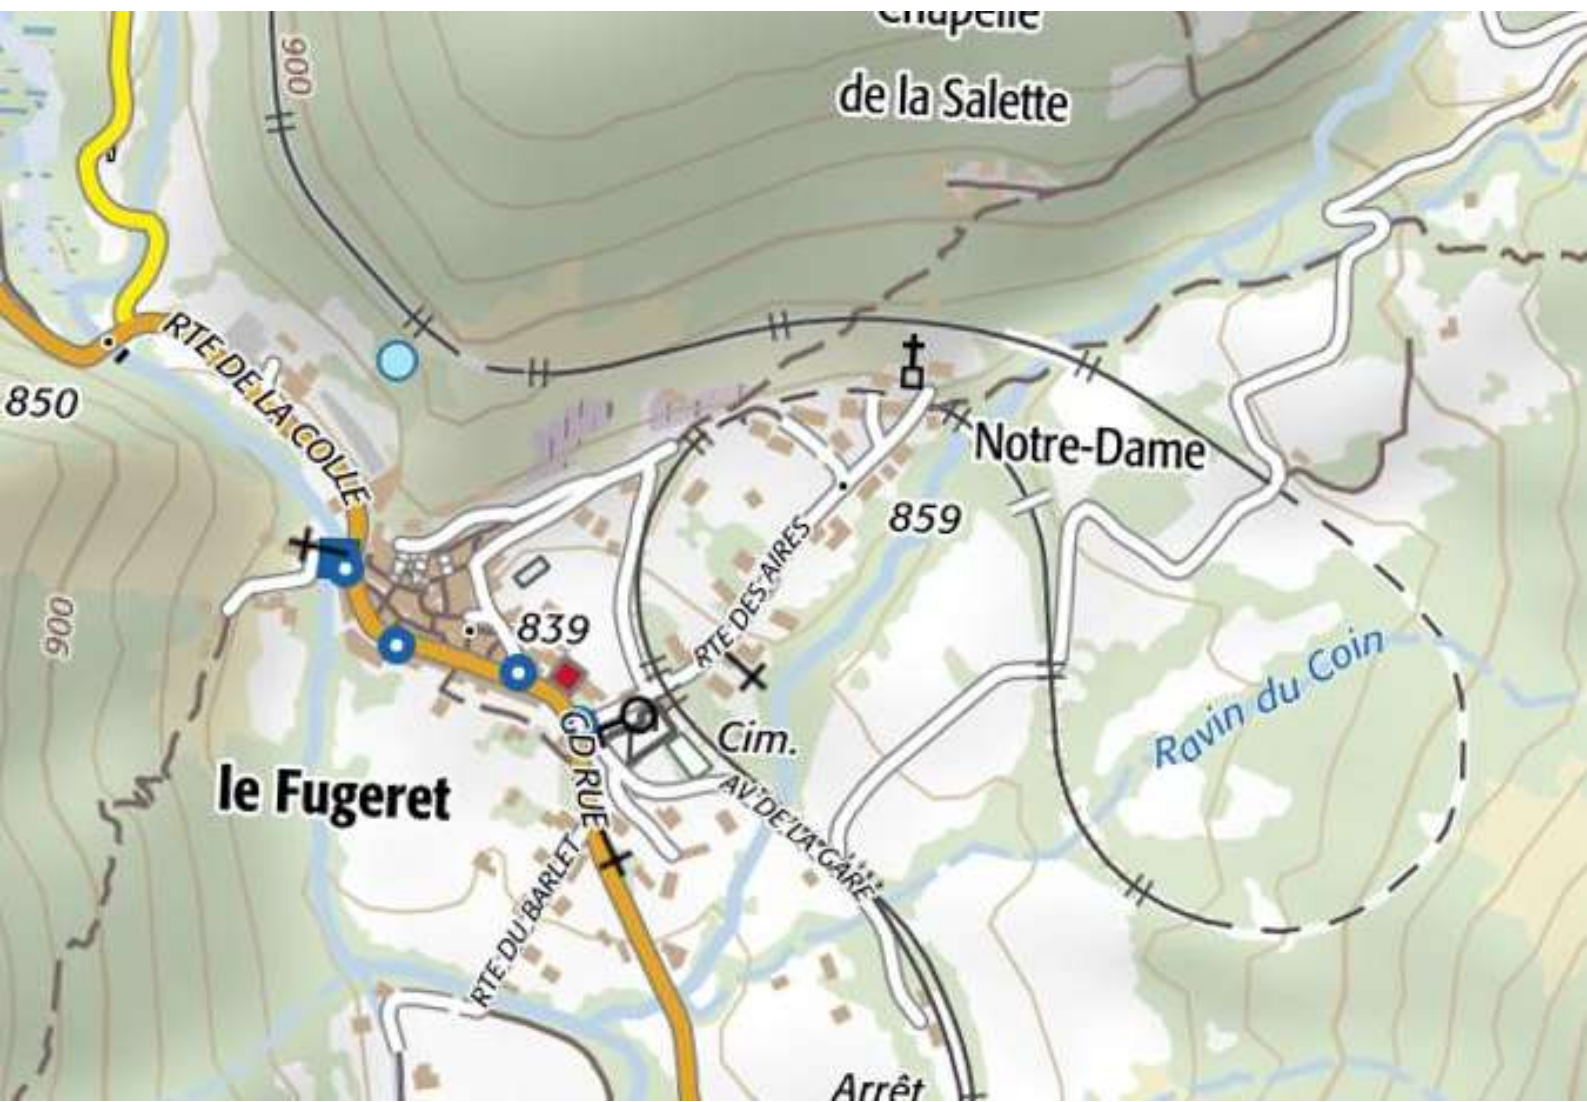 Chapelle
de la Salette
900
RTE DE LA COLLE
850
Notre-Dame
859
RTE DES AIRES
839
900
Ravin du Coin
Cim.
GD RUE
le Fugeret
AV DE LA GARE
RTE DU BARLET
Arrêt